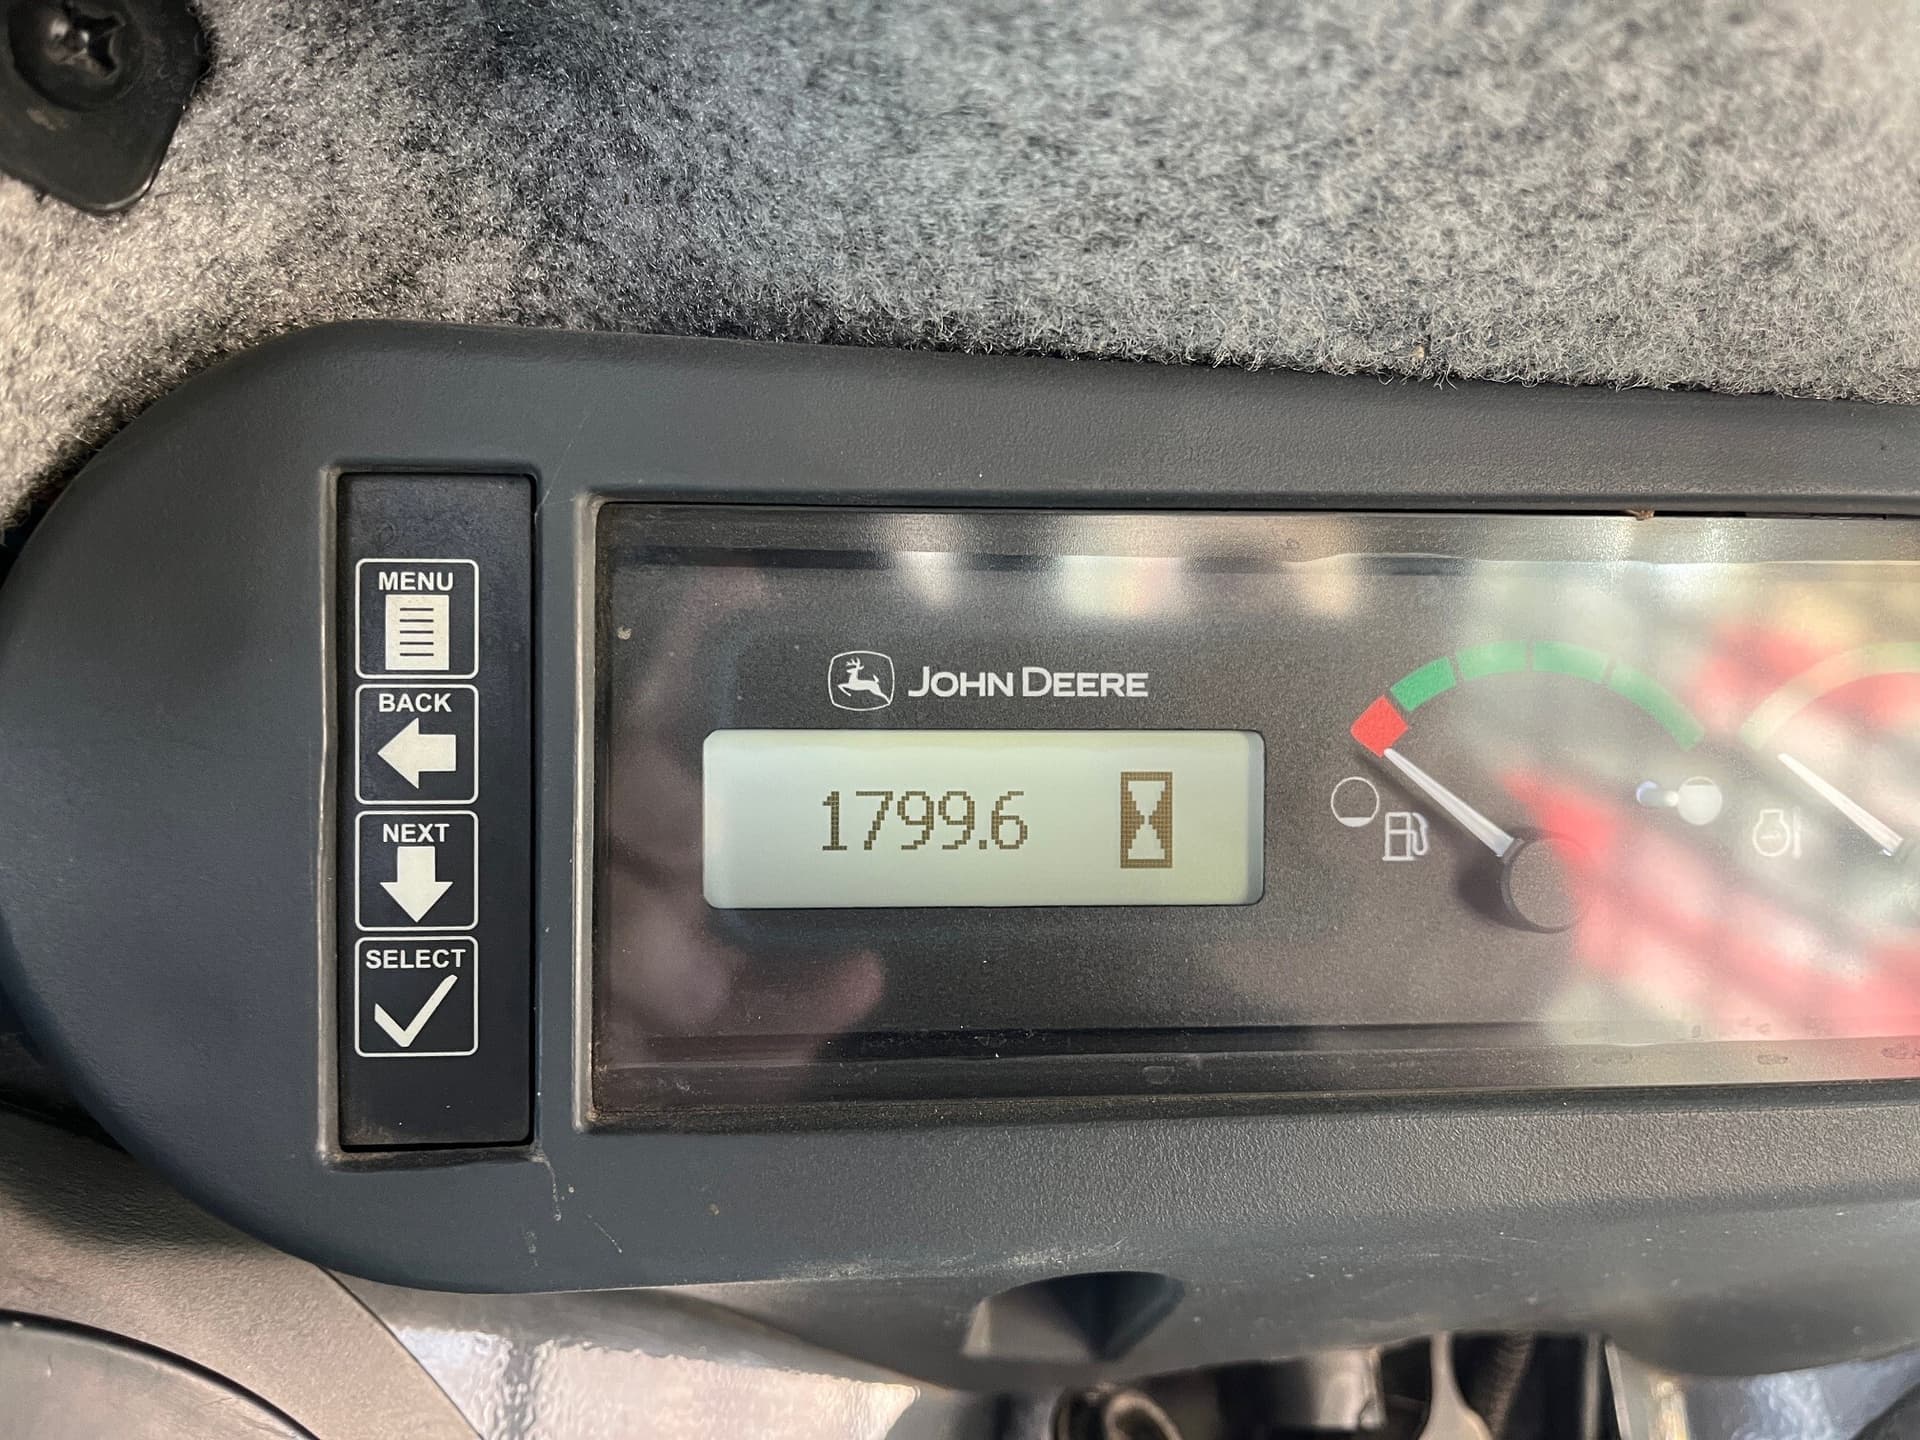 MENU
BACK
NEXT
SELECT
JOHN DEERE
1799.6